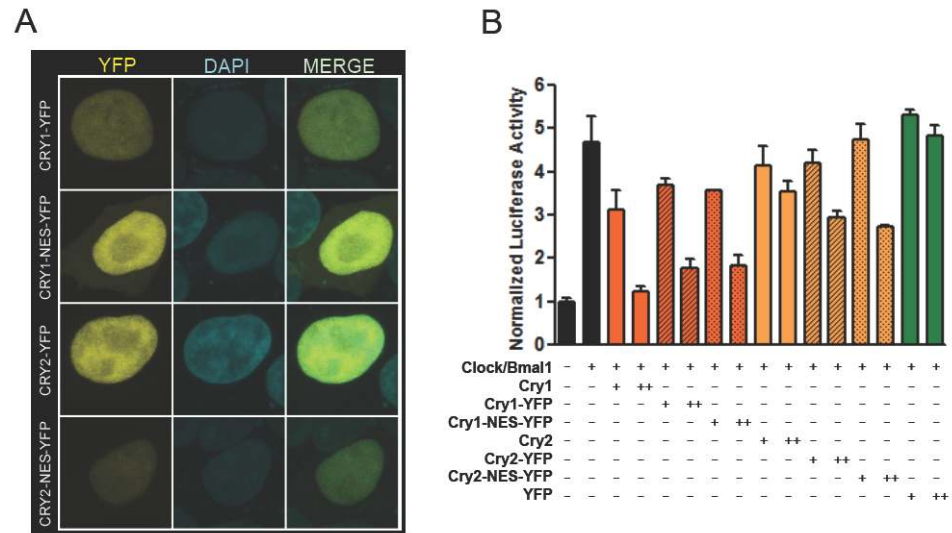 A
B
YFP DAPI MERGE
CRY1-YFP
CRY1-NES-YFP
CRY2-YFP
CRY2-NES-YFP
Normalized Luciferase Activity
6
5
4
3
2
1
0
Clock/Bmal1 – + + + + + + + + + + + + + + +
Cry1 – – + ++ – – – – – – – – – – – –
Cry1-YFP – – – – + ++ – – – – – – – – – –
Cry1-NES-YFP – – – – – – + ++ – – – – – – – –
Cry2 – – – – – – – – + ++ – – – – – –
Cry2-YFP – – – – – – – – – – + ++ – – – –
Cry2-NES-YFP – – – – – – – – – – – – + ++ – –
YFP – – – – – – – – – – – – – – + ++